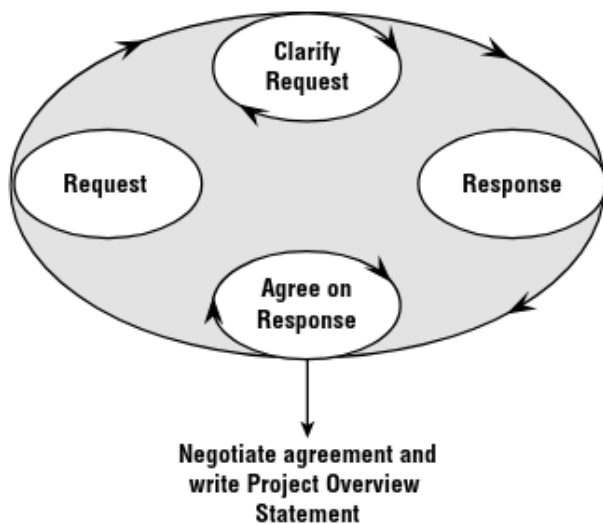 Clarify
Request
Request
Response
Agree on
Response
Negotiate agreement and
write Project Overview
Statement